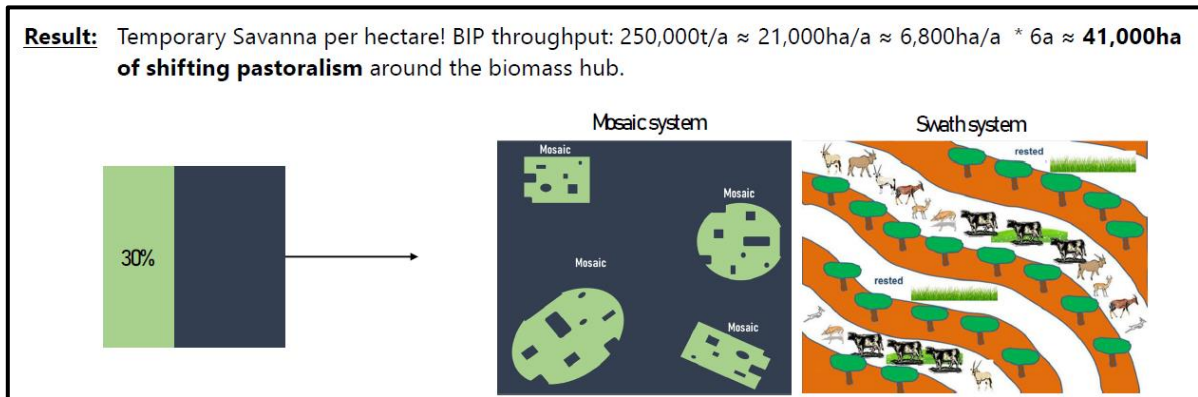 Result: Temporary Savanna per hectare! BIP throughput: 250,000t/a ≈ 21,000ha/a ≈ 6,800ha/a * 6a ≈ 41,000ha
of shifting pastoralism around the biomass hub.
Mosaic system
Swath system
30%
Mosaic
Mosaic
Mosaic
Mosaic
rested
rested